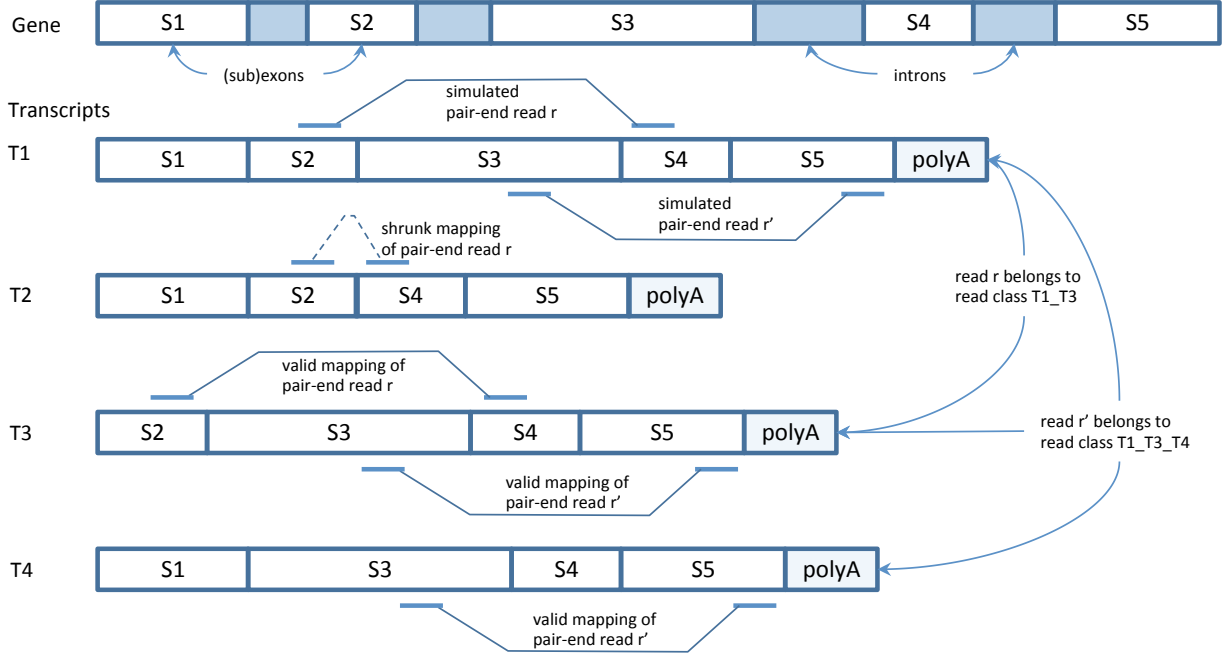 Gene
S1
S2
S3
S4
S5
(sub)exons
introns
Transcripts
simulated
pair-end read r
T1
S1
S2
S3
S4
S5
polyA
simulated
pair-end read r’
shrunk mapping
of pair-end read r
T2
S1
S2
S4
S5
polyA
read r belongs to
read class T1_T3
valid mapping of
pair-end read r
T3
S2
S3
S4
S5
polyA
read r’ belongs to
read class T1_T3_T4
valid mapping of
pair-end read r’
T4
S1
S3
S4
S5
polyA
valid mapping of
pair-end read r’